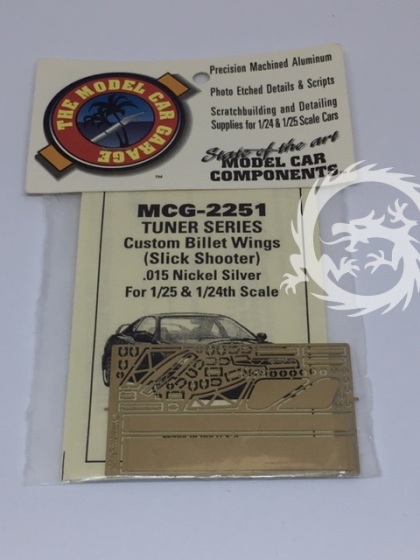 THE MODEL CAR GARAGE
TM
Precision Machined Aluminum
Photo Etched Details & Scripts
Scratchbuilding and Detailing
Supplies for 1/24 & 1/25 Scale Cars
State of the art
MODEL CAR
COMPONENTS
MCG-2251
TUNER SERIES
Custom Billet Wings
(Slick Shooter)
.015 Nickel Silver
For 1/25 & 1/24th Scale